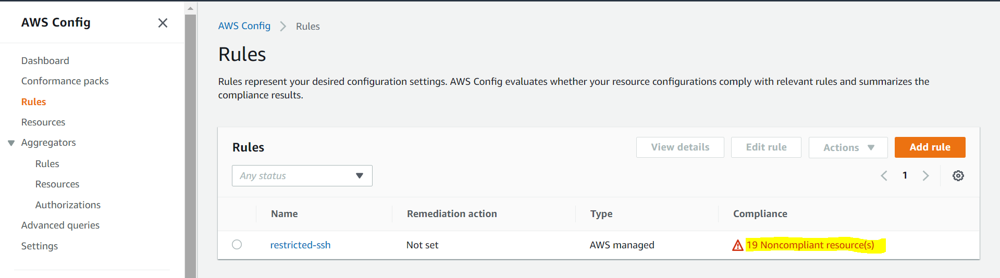 AWS Config
Dashboard
Conformance packs
Rules
Resources
Aggregators
Rules
Resources
Authorizations
Advanced queries
Settings
AWS Config > Rules
Rules
Rules represent your desired configuration settings. AWS Config evaluates whether your resource configurations comply with relevant rules and summarizes the
compliance results.
Rules
View details
Edit rule
Actions
Add rule
Any status
1
Name Remediation action Type Compliance
restricted-ssh Not set AWS managed 19 Noncompliant resource(s)